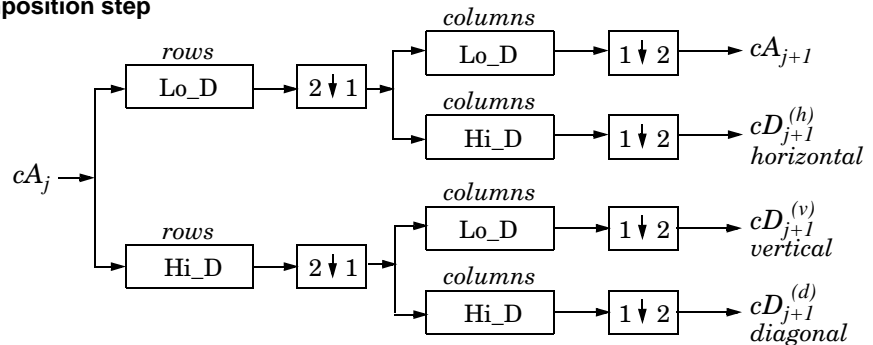 position step
columns
rows
Lo_D
1 ↓ 2
cA_{j+1}
Lo_D
2 ↓ 1
columns
Hi_D
1 ↓ 2
cD_{j+1}^{(h)}
horizontal
cA_j
columns
rows
Lo_D
1 ↓ 2
cD_{j+1}^{(v)}
vertical
Hi_D
2 ↓ 1
columns
Hi_D
1 ↓ 2
cD_{j+1}^{(d)}
diagonal